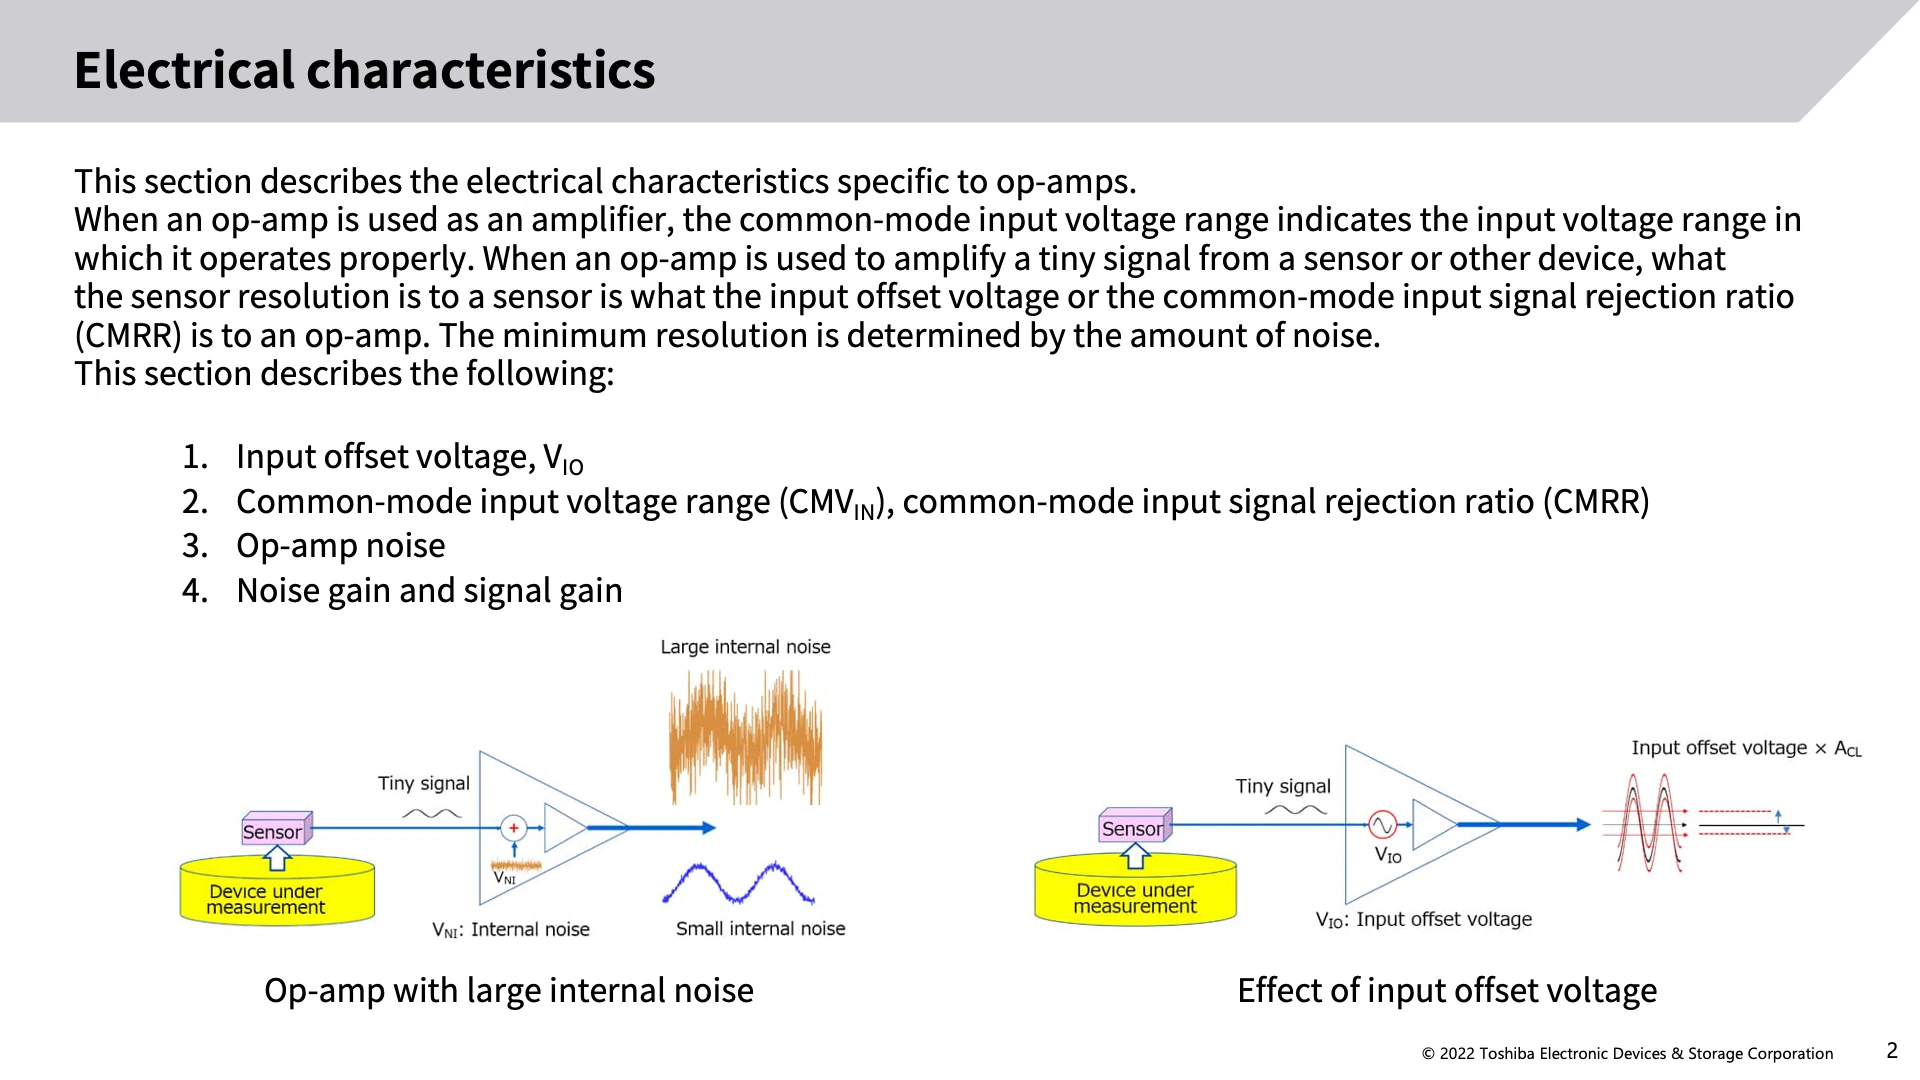 Electrical characteristics
This section describes the electrical characteristics specific to op-amps.
When an op-amp is used as an amplifier, the common-mode input voltage range indicates the input voltage range in
which it operates properly. When an op-amp is used to amplify a tiny signal from a sensor or other device, what
the sensor resolution is to a sensor is what the input offset voltage or the common-mode input signal rejection ratio
(CMRR) is to an op-amp. The minimum resolution is determined by the amount of noise.
This section describes the following:
1. Input offset voltage, VIO
2. Common-mode input voltage range (CMVIN), common-mode input signal rejection ratio (CMRR)
3. Op-amp noise
4. Noise gain and signal gain
Large internal noise
Tiny signal
Sensor
+
VNI
Device under
measurement
VNI: Internal noise
Small internal noise
Op-amp with large internal noise
Input offset voltage × ACL
Tiny signal
Sensor
VIO
Device under
measurement
VIO: Input offset voltage
Effect of input offset voltage
© 2022 Toshiba Electronic Devices & Storage Corporation
2